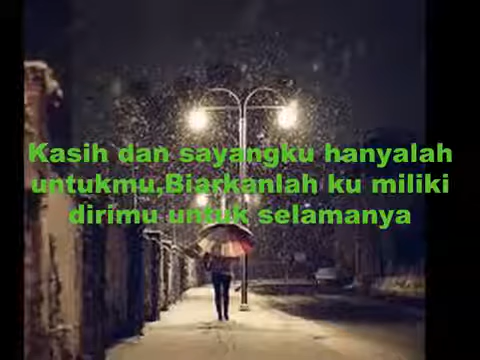 Kasih dan sayangku hanyalah
untukmu,Biarkanlah ku miliki
dirimu untuk selamanya